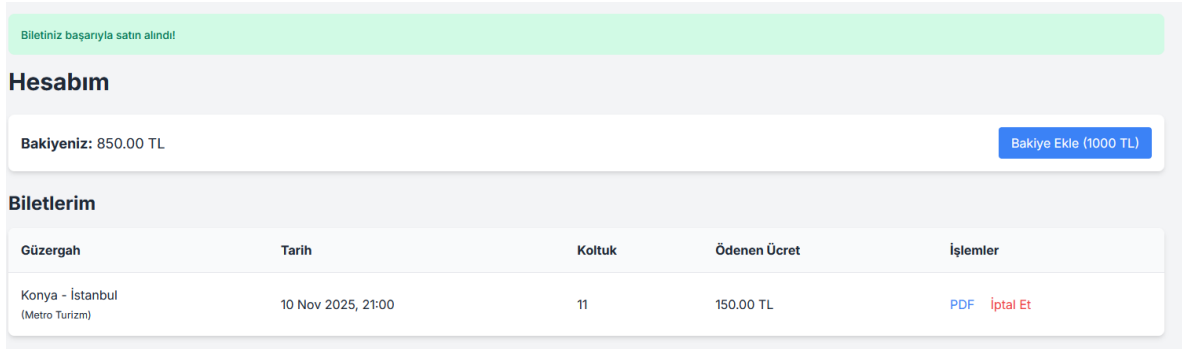 Biletiniz başarıyla satın alındı!
Hesabım
Bakiyeniz: 850.00 TL
Bakiye Ekle (1000 TL)
Biletlerim
Güzergah Tarih Koltuk Ödenen Ücret İşlemler
Konya - İstanbul
(Metro Turizm)
10 Nov 2025, 21:00 11 150.00 TL PDF İptal Et